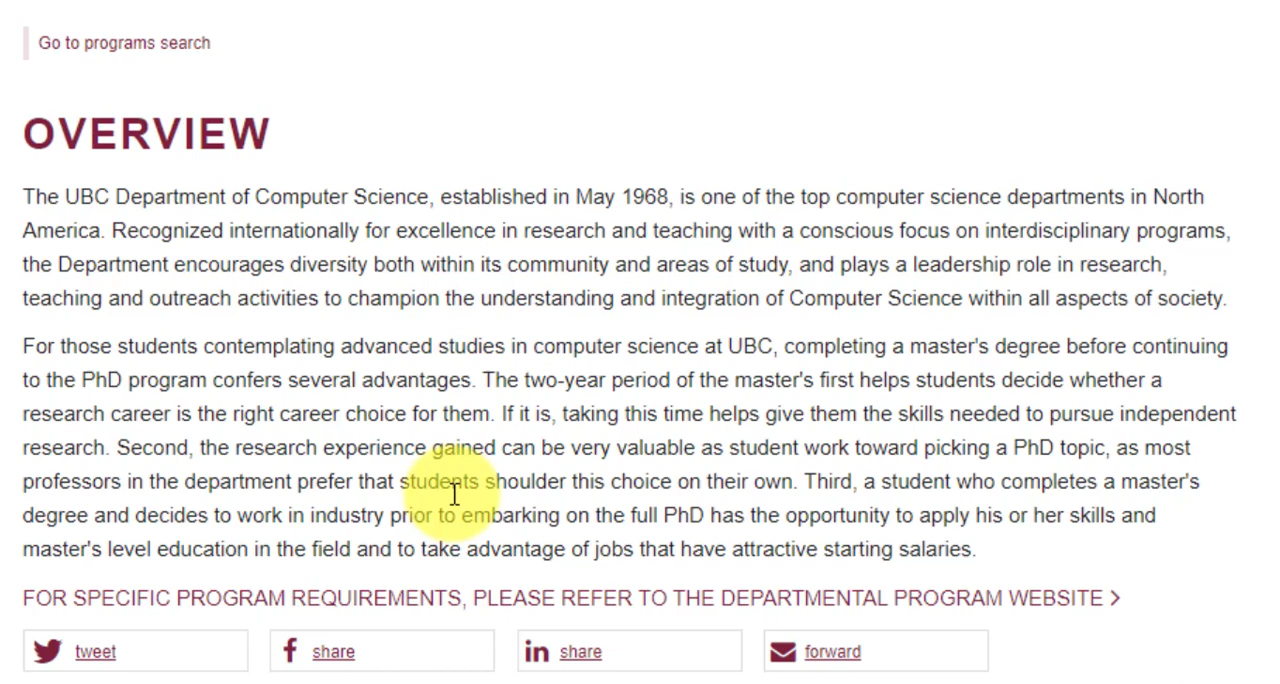 Go to programs search
OVERVIEW
The UBC Department of Computer Science, established in May 1968, is one of the top computer science departments in North
America. Recognized internationally for excellence in research and teaching with a conscious focus on interdisciplinary programs,
the Department encourages diversity both within its community and areas of study, and plays a leadership role in research,
teaching and outreach activities to champion the understanding and integration of Computer Science within all aspects of society.
For those students contemplating advanced studies in computer science at UBC, completing a master's degree before continuing
to the PhD program confers several advantages. The two-year period of the master's first helps students decide whether a
research career is the right career choice for them. If it is, taking this time helps give them the skills needed to pursue independent
research. Second, the research experience gained can be very valuable as student work toward picking a PhD topic, as most
professors in the department prefer that students shoulder this choice on their own. Third, a student who completes a master's
degree and decides to work in industry prior to embarking on the full PhD has the opportunity to apply his or her skills and
master's level education in the field and to take advantage of jobs that have attractive starting salaries.
FOR SPECIFIC PROGRAM REQUIREMENTS, PLEASE REFER TO THE DEPARTMENTAL PROGRAM WEBSITE >
tweet share share forward